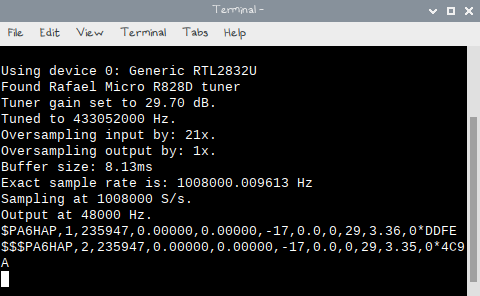 Terminal -
File Edit View Terminal Tabs Help
Using device 0: Generic RTL2832U
Found Rafael Micro R828D tuner
Tuner gain set to 29.70 dB.
Tuned to 433052000 Hz.
Oversampling input by: 21x.
Oversampling output by: 1x.
Buffer size: 8.13ms
Exact sample rate is: 1008000.009613 Hz
Sampling at 1008000 S/s.
Output at 48000 Hz.
$PA6HAP,1,235947,0.00000,0.00000,-17,0.0,0,29,3.36,0*DDFE
$$$PA6HAP,2,235947,0.00000,0.00000,-17,0.0,0,29,3.35,0*4C9
A